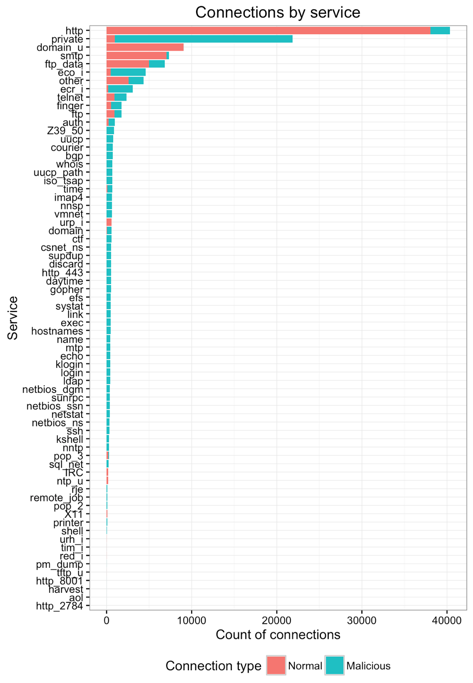 Connections by service
http
private
domain_u
smtp
ftp_data
eco_i
other
ecr_i
telnet
finger
ftp
auth
Z39_50
uucp
courier
bgp
whois
uucp_path
iso_tsap
time
imap4
nnsp
vmnet
urp_i
domain
ctf
csnet_ns
supdup
discard
http_443
daytime
gopher
efs
systat
link
exec
hostnames
name
mtp
echo
klogin
login
ldap
netbios_dgm
sunrpc
netbios_ssn
netstat
netbios_ns
ssh
kshell
nntp
pop_3
sql_net
IRC
ntp_u
rje
remote_job
pop_2
X11
printer
shell
urh_i
tim_i
red_i
pm_dump
tftp_u
http_8001
harvest
aol
http_2784
Service
0 10000 20000 30000 40000
Count of connections
Connection type Normal Malicious